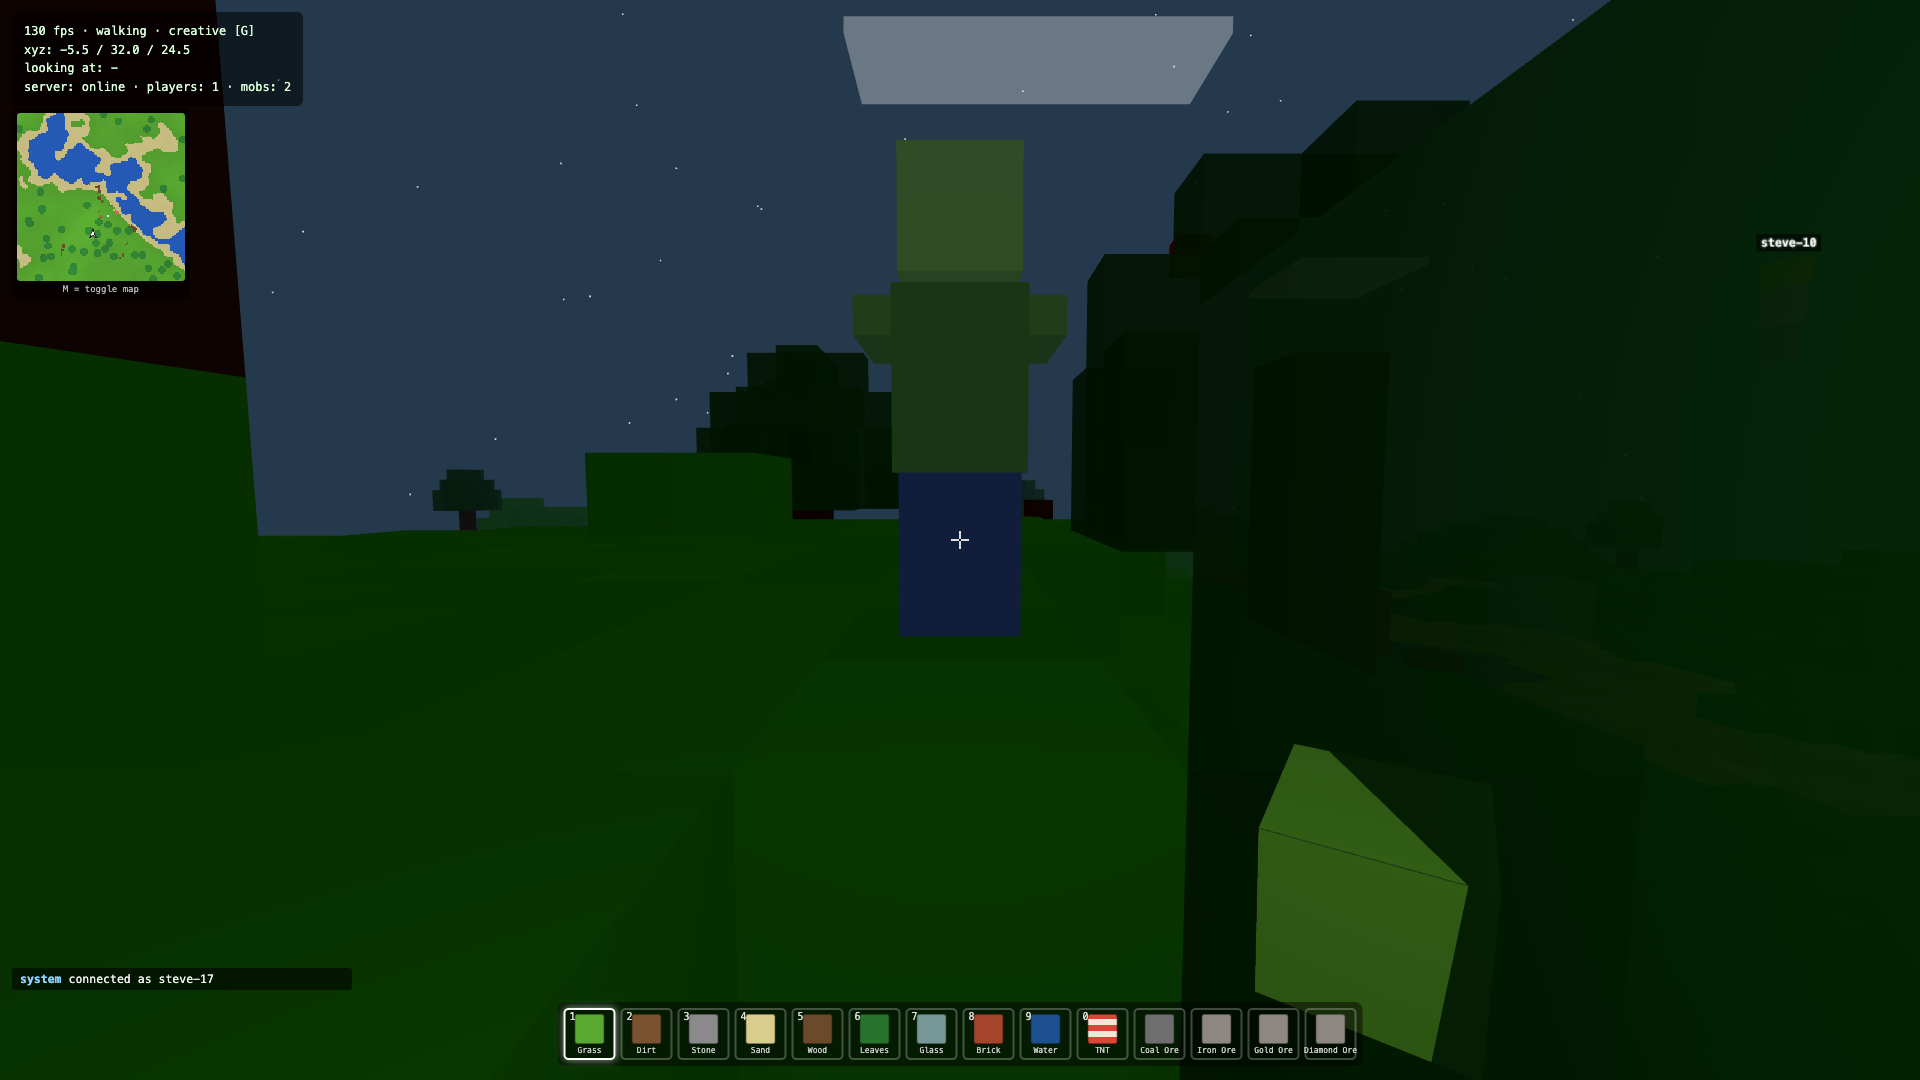 130 fps · walking · creative [G]
xyz: -5.5 / 32.0 / 24.5
looking at: -
server: online · players: 1 · mobs: 2
M = toggle map
steve-10
system connected as steve-17
1 2 3 4 5 6 7 8 9 0
Grass Dirt Stone Sand Wood Leaves Glass Brick Water TNT Coal Ore Iron Ore Gold Ore Diamond Ore